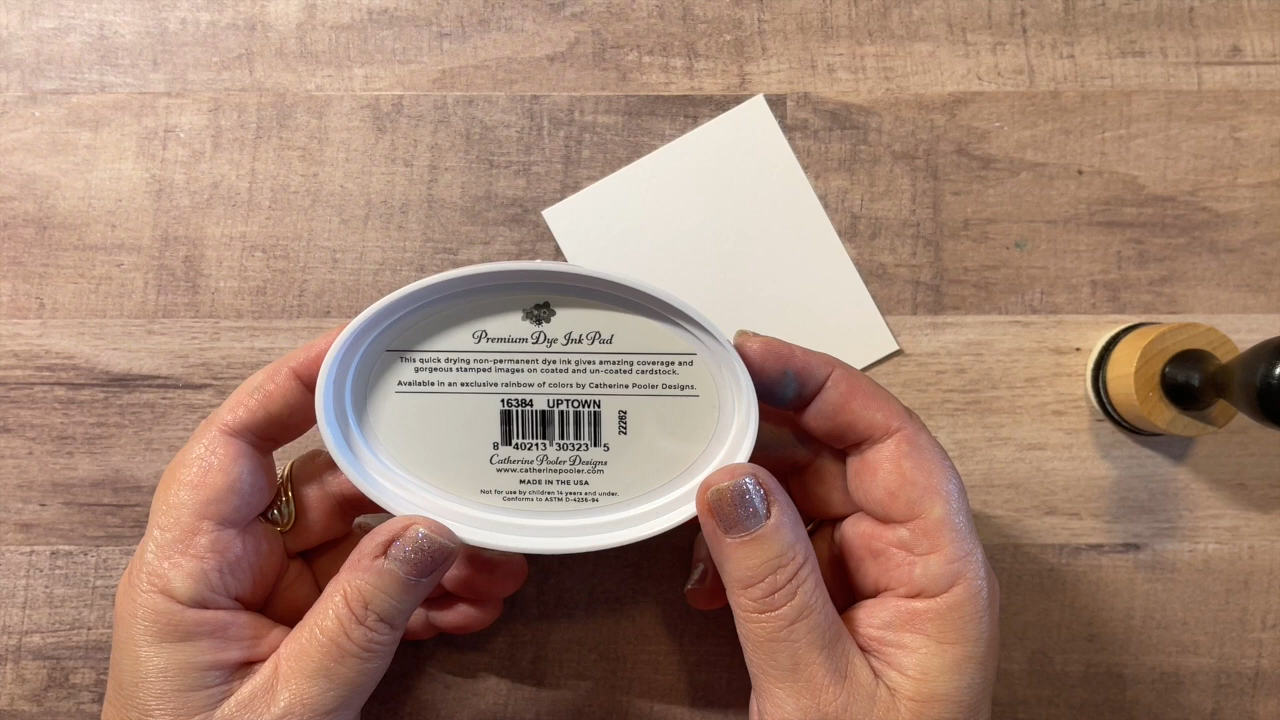 Premium Dye Ink Pad
This quick drying non-permanent dye ink gives amazing coverage and
gorgeous stamped images on coated and un-coated cardstock.
Available in an exclusive rainbow of colors by Catherine Pooler Designs.
16384 UPTOWN
22262
8 40213 30323 5
Catherine Pooler Designs
www.catherinepooler.com
MADE IN THE USA
Not for use by children 14 years and under.
Conforms to ASTM D-4236-94